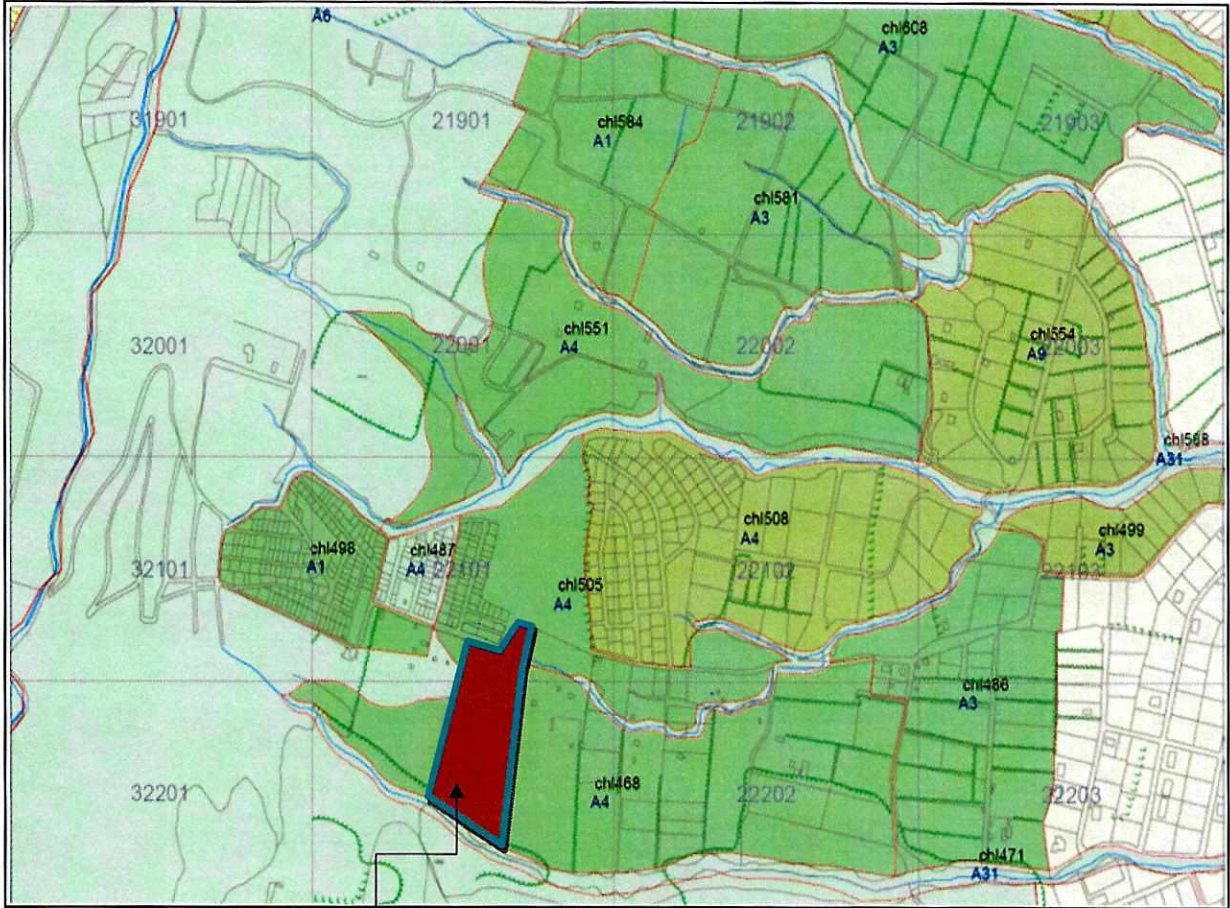 A6
chl608
A3
31901
21901
chl584
A1
21902
21903
chl581
A3
32001
22001
chl551
A4
22002
chl554
22003
A9
chl568
A31
chl498
A1
chl487
A4
22101
32101
chl505
A4
chl508
A4
22102
chl499
A3
22103
chl486
A3
32201
chl468
A4
22202
22203
chl471
A31